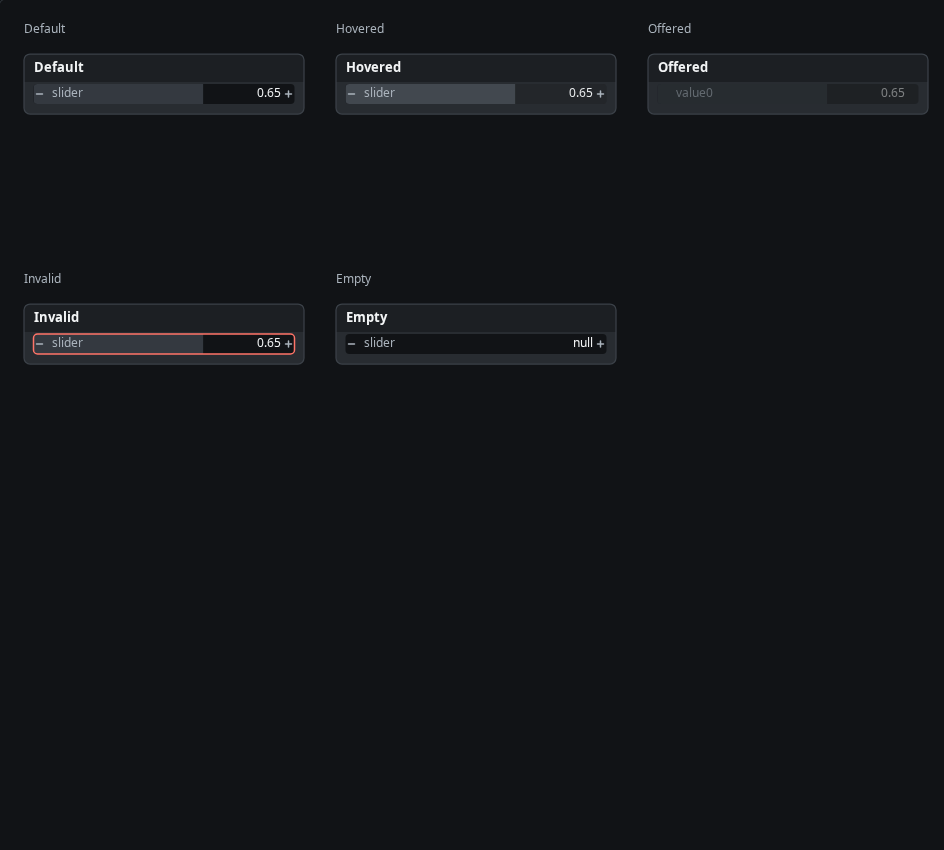 Default
Hovered
Offered
Default
Hovered
Offered
− slider 0.65 +
− slider 0.65 +
value0 0.65
Invalid
Empty
Invalid
Empty
− slider 0.65 +
− slider null +